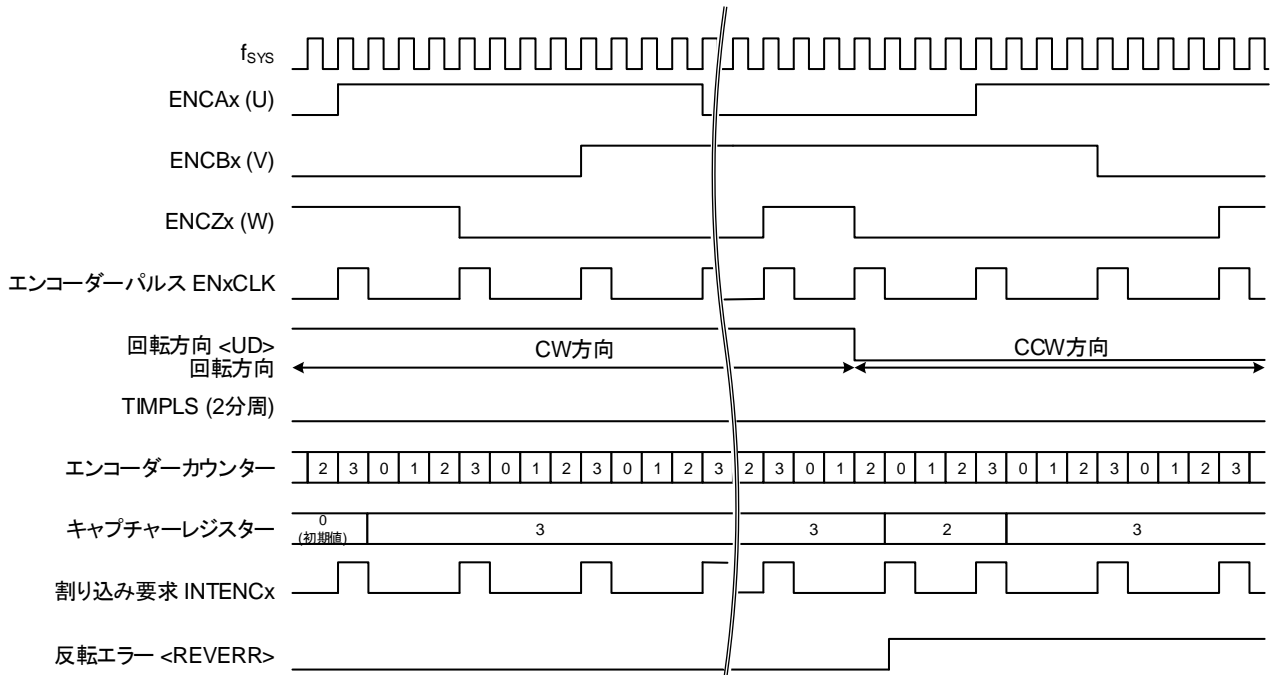 fSYS
ENCAx (U)
ENCBx (V)
ENCZx (W)
エンコーダーパルス ENxCLK
回転方向 <UD>
回転方向
CW方向
CCW方向
TIMPLS (2分周)
エンコーダーカウンター
2 3 0 1 2 3 0 1 2 3 0 1 2 3 2 3 0 1 2 0 1 2 3 0 1 2 3 0 1 2 3
キャプチャーレジスター
0
(初期値)
3
3
2
3
割り込み要求 INTENCx
反転エラー <REVERR>